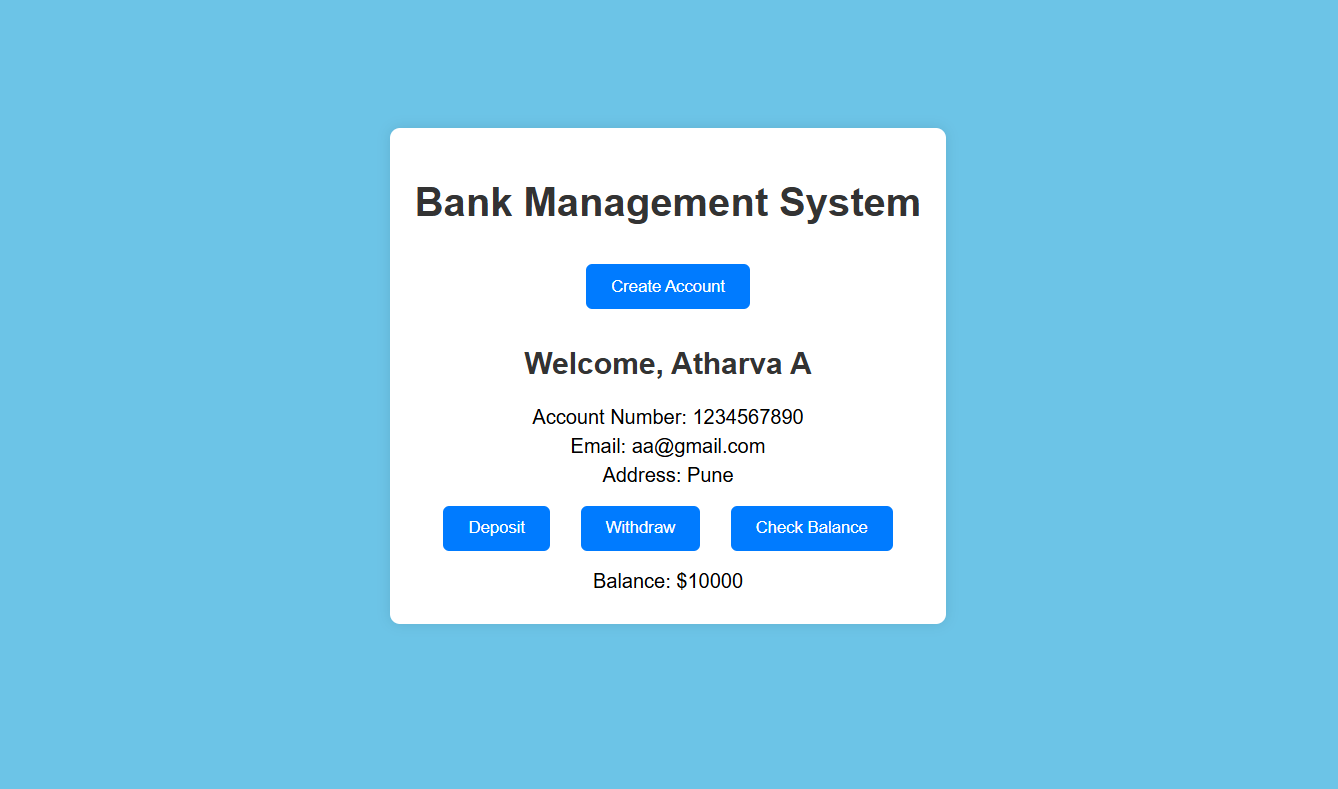 Bank Management System
Create Account
Welcome, Atharva A
Account Number: 1234567890
Email: aa@gmail.com
Address: Pune
Deposit Withdraw Check Balance
Balance: $10000